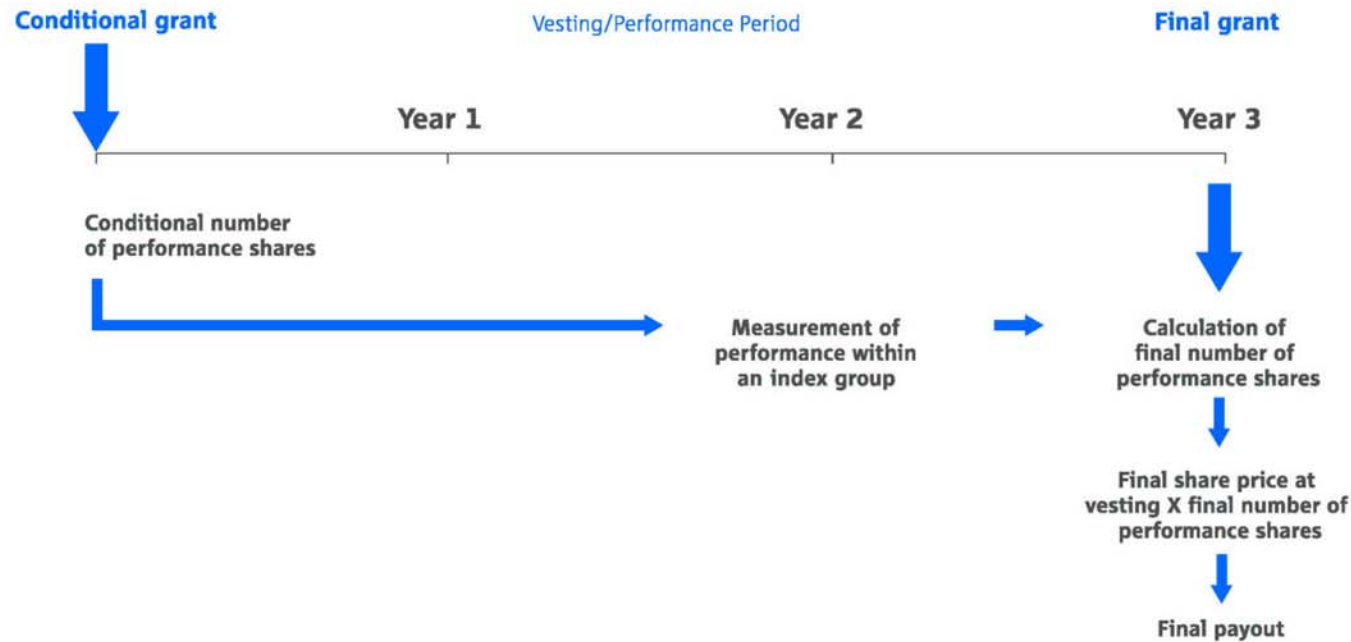 Conditional grant
Vesting/Performance Period
Final grant
Year 1
Year 2
Year 3
Conditional number
of performance shares
Measurement of
performance within
an index group
Calculation of
final number of
performance shares
Final share price at
vesting X final number of
performance shares
Final payout